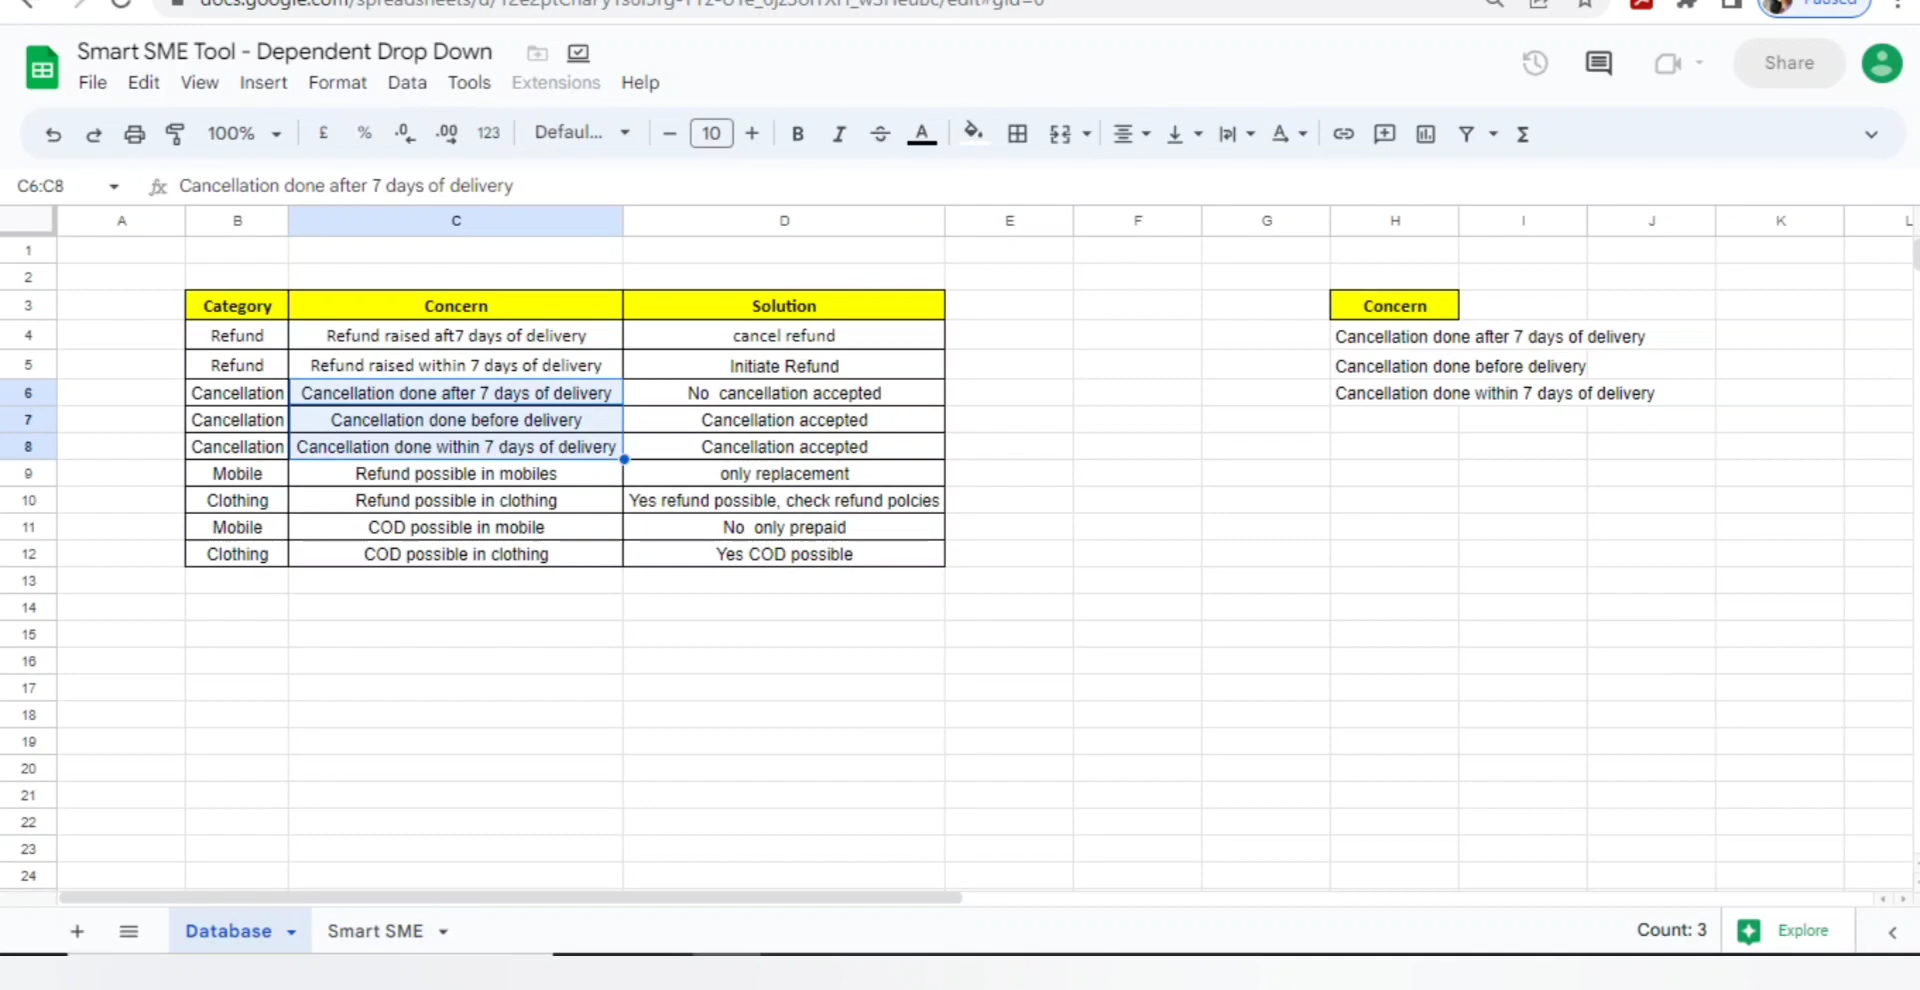 Paused
Smart SME Tool - Dependent Drop Down
Share
File Edit View Insert Format Data Tools Extensions Help
100% £ % .0 .00 123 Defaul... 10 B I A
C6:C8 fx Cancellation done after 7 days of delivery
A B C D E F G H I J K L
1
2
3 Category Concern Solution Concern
4 Refund Refund raised aft7 days of delivery cancel refund Cancellation done after 7 days of delivery
5 Refund Refund raised within 7 days of delivery Initiate Refund Cancellation done before delivery
6 Cancellation Cancellation done after 7 days of delivery No cancellation accepted Cancellation done within 7 days of delivery
7 Cancellation Cancellation done before delivery Cancellation accepted
8 Cancellation Cancellation done within 7 days of delivery Cancellation accepted
9 Mobile Refund possible in mobiles only replacement
10 Clothing Refund possible in clothing Yes refund possible, check refund polcies
11 Mobile COD possible in mobile No only prepaid
12 Clothing COD possible in clothing Yes COD possible
13
14
15
16
17
18
19
20
21
22
23
24
Database Smart SME Count: 3 Explore